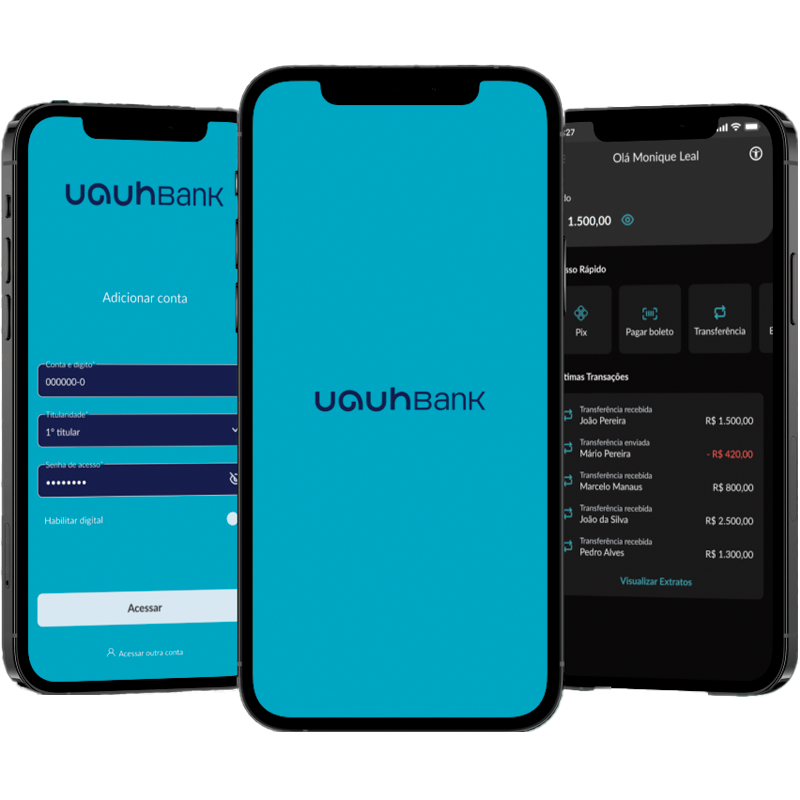 uauhBANK
Adicionar conta
Conta e dígito*
000000-0
Titularidade*
1º titular
Senha de acesso*
••••••••
Habilitar digital
Acessar
Acessar outra conta
uauhBANK
:27
Olá Monique Leal
do
1.500,00
sso Rápido
Pix
Pagar boleto
Transferência
timas Transações
Transferência recebida
João Pereira
R$ 1.500,00
Transferência enviada
Mário Pereira
- R$ 420,00
Transferência recebida
Marcelo Manaus
R$ 800,00
Transferência recebida
João da Silva
R$ 2.500,00
Transferência recebida
Pedro Alves
R$ 1.300,00
Visualizar Extratos